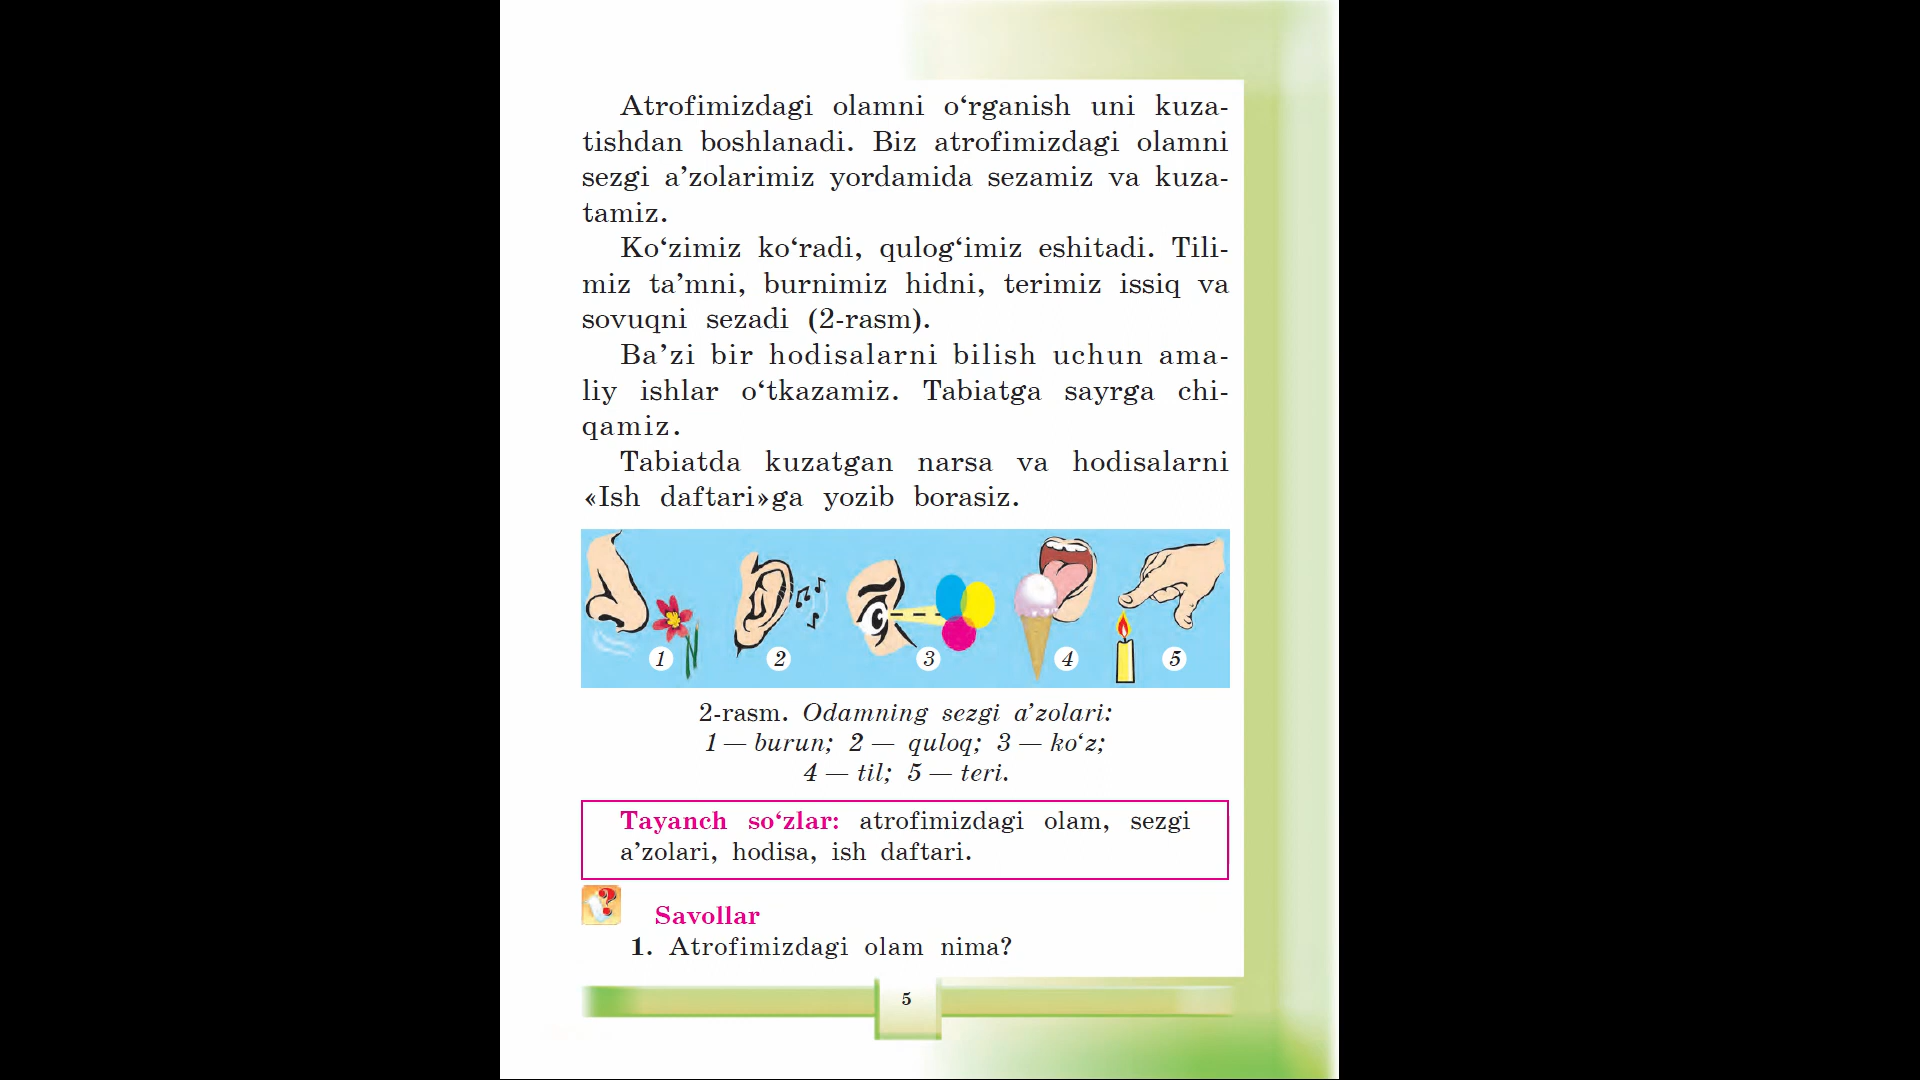 Atrofimizdagi olamni o‘rganish uni kuza-
tishdan boshlanadi. Biz atrofimizdagi olamni
sezgi a’zolarimiz yordamida sezamiz va kuza-
tamiz.
Ko‘zimiz ko‘radi, qulog‘imiz eshitadi. Tili-
miz ta’mni, burnimiz hidni, terimiz issiq va
sovuqni sezadi (2-rasm).
Ba’zi bir hodisalarni bilish uchun ama-
liy ishlar o‘tkazamiz. Tabiatga sayrga chi-
qamiz.
Tabiatda kuzatgan narsa va hodisalarni
«Ish daftari»ga yozib borasiz.
1 2 3 4 5
2-rasm. Odamning sezgi a’zolari:
1 — burun; 2 — quloq; 3 — ko‘z;
4 — til; 5 — teri.
Tayanch so‘zlar: atrofimizdagi olam, sezgi
a’zolari, hodisa, ish daftari.
?
Savollar
1. Atrofimizdagi olam nima?
5